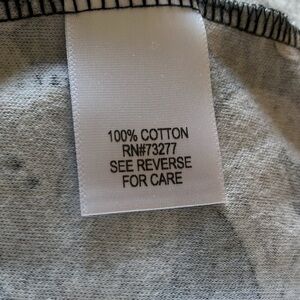 100% COTTON
RN#73277
SEE REVERSE
FOR CARE